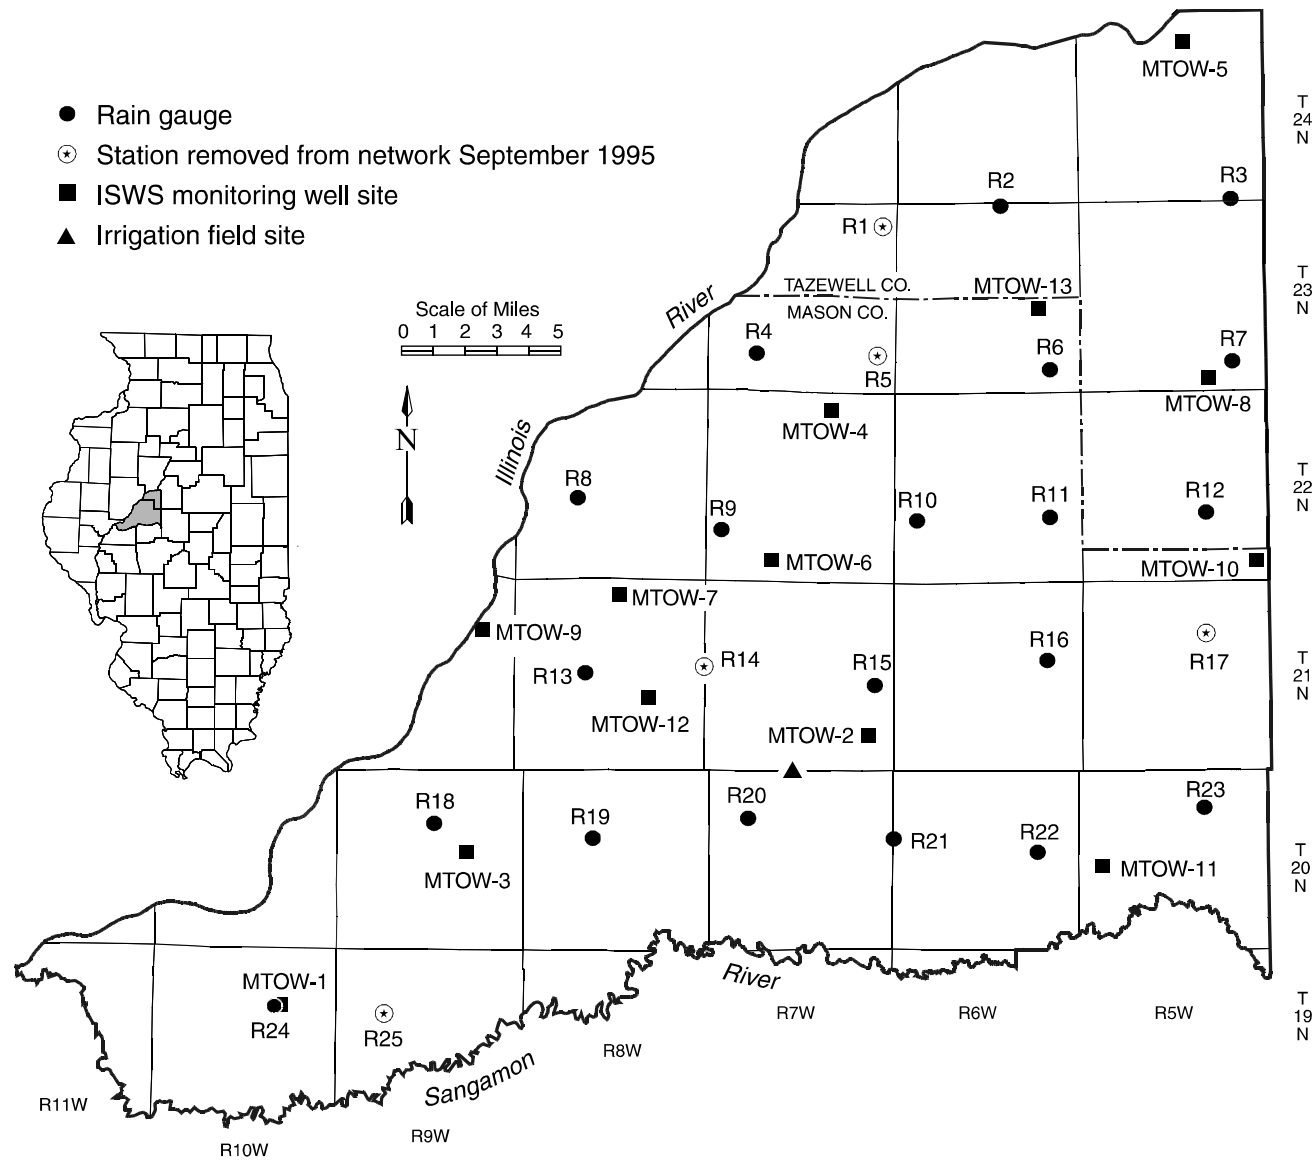 MTOW-5
Rain gauge
Station removed from network September 1995
ISWS monitoring well site
Irrigation field site
T
24
N
R2
R3
R1
TAZEWELL CO.
MASON CO.
MTOW-13
T
23
N
River
Scale of Miles
0 1 2 3 4 5
R4
R5
R6
R7
MTOW-8
N
MTOW-4
Illinois
R8
R9
R10
R11
R12
T
22
N
MTOW-6
MTOW-10
MTOW-7
MTOW-9
R13
R14
R15
R16
R17
T
21
N
MTOW-12
MTOW-2
R18
R19
R20
R21
R22
R23
MTOW-3
MTOW-11
T
20
N
MTOW-1
R24
R25
River
Sangamon
R7W
R6W
R5W
T
19
N
R8W
R11W
R10W
R9W